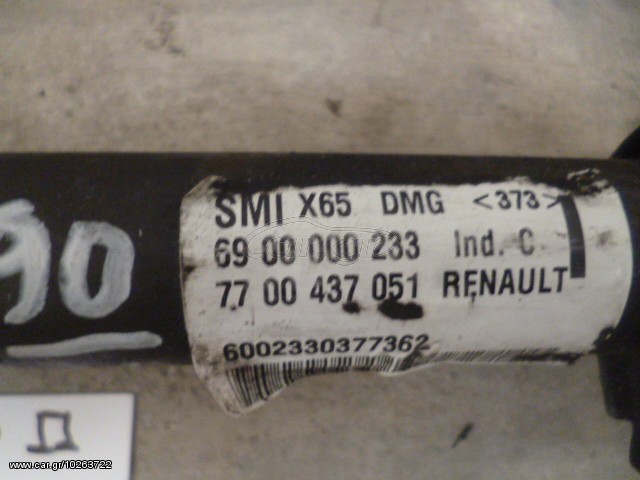 SMI X65 DMG <373>
69 00 000 233 Ind. C
77 00 437 051 RENAULT
6002330377362
90
www.car.gr/10263722